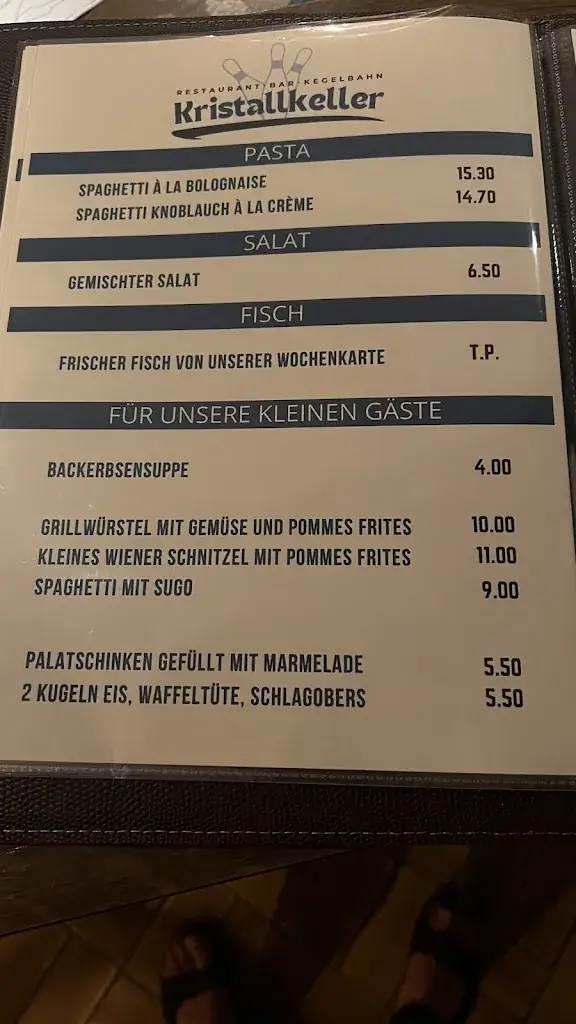 RESTAURANT·BAR·KEGELBAHN
Kristallkeller
PASTA
SPAGHETTI À LA BOLOGNAISE 15.30
SPAGHETTI KNOBLAUCH À LA CRÈME 14.70
SALAT
GEMISCHTER SALAT 6.50
FISCH
FRISCHER FISCH VON UNSERER WOCHENKARTE T.P.
FÜR UNSERE KLEINEN GÄSTE
BACKERBSENSUPPE 4.00
GRILLWÜRSTEL MIT GEMÜSE UND POMMES FRITES 10.00
KLEINES WIENER SCHNITZEL MIT POMMES FRITES 11.00
SPAGHETTI MIT SUGO 9.00
PALATSCHINKEN GEFÜLLT MIT MARMELADE 5.50
2 KUGELN EIS, WAFFELTÜTE, SCHLAGOBERS 5.50